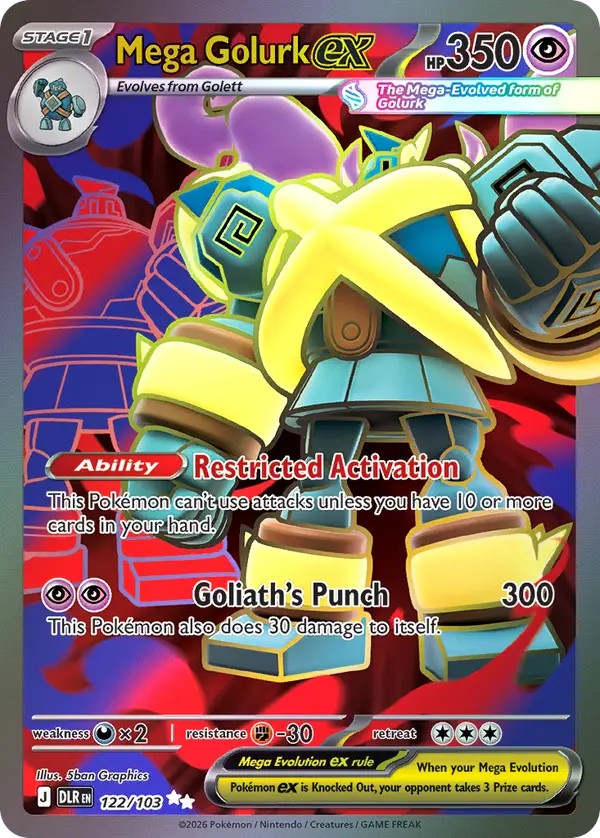 STAGE 1
Mega Golurk ex
HP 350
Evolves from Golett
The Mega-Evolved form of
Golurk
Ability Restricted Activation
This Pokémon can't use attacks unless you have 10 or more
cards in your hand.
Goliath's Punch 300
This Pokémon also does 30 damage to itself.
weakness ×2 resistance -30 retreat
Mega Evolution ex rule When your Mega Evolution
Pokémon ex is Knocked Out, your opponent takes 3 Prize cards.
Illus. 5ban Graphics
J DLR EN 122/103
©2026 Pokémon / Nintendo / Creatures / GAME FREAK